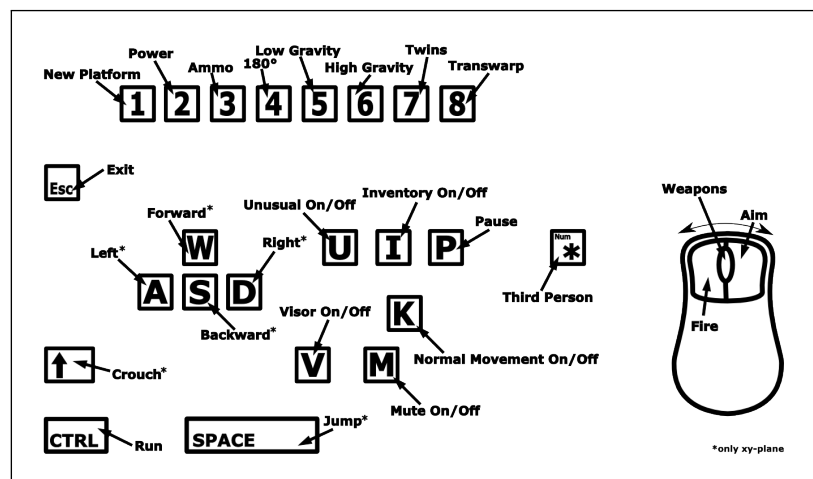 Low Gravity
Twins
Power
180°
New Platform
Ammo
High Gravity
Transwarp
1 2 3 4 5 6 7 8
Esc
Exit
Weapons
Forward*
Unusual On/Off
Inventory On/Off
Aim
Left*
W
Right*
U I P
Pause
Num
*
A S D
Third Person
Backward*
Visor On/Off
K
Fire
Crouch*
V M
Normal Movement On/Off
Mute On/Off
CTRL
Run
SPACE
Jump*
*only xy-plane